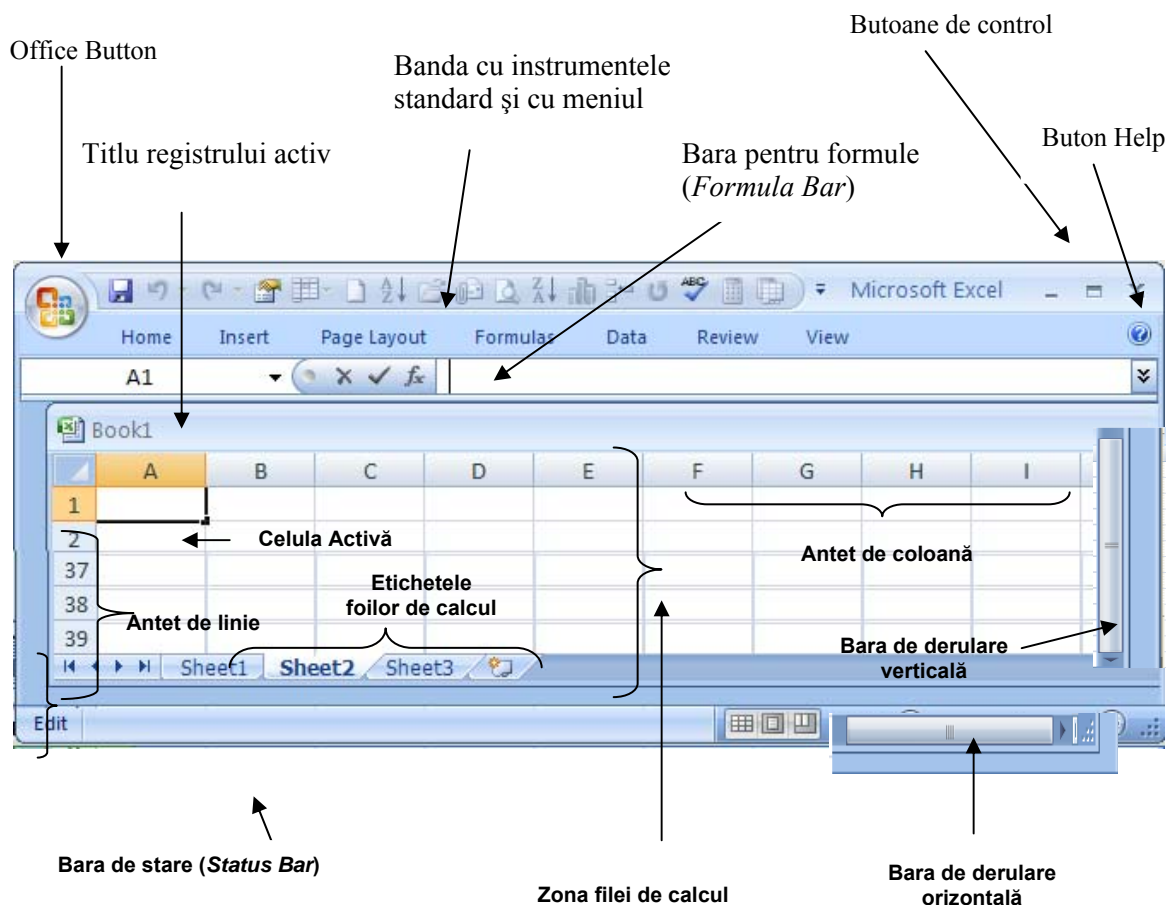 Butoane de control
Office Button
Banda cu instrumentele
standard şi cu meniul
Buton Help
Titlu registrului activ
Bara pentru formule
(Formula Bar)
ABC
Microsoft Excel
Home Insert Page Layout Formulas Data Review View
A1
fx
Book1
A B C D E F G H I
1
2
Celula Activă
Antet de coloană
37
Etichetele
foilor de calcul
38
Antet de linie
39
Bara de derulare
verticală
Sheet1 Sheet2 Sheet3
Edit
Bara de stare (Status Bar)
Zona filei de calcul
Bara de derulare
orizontală